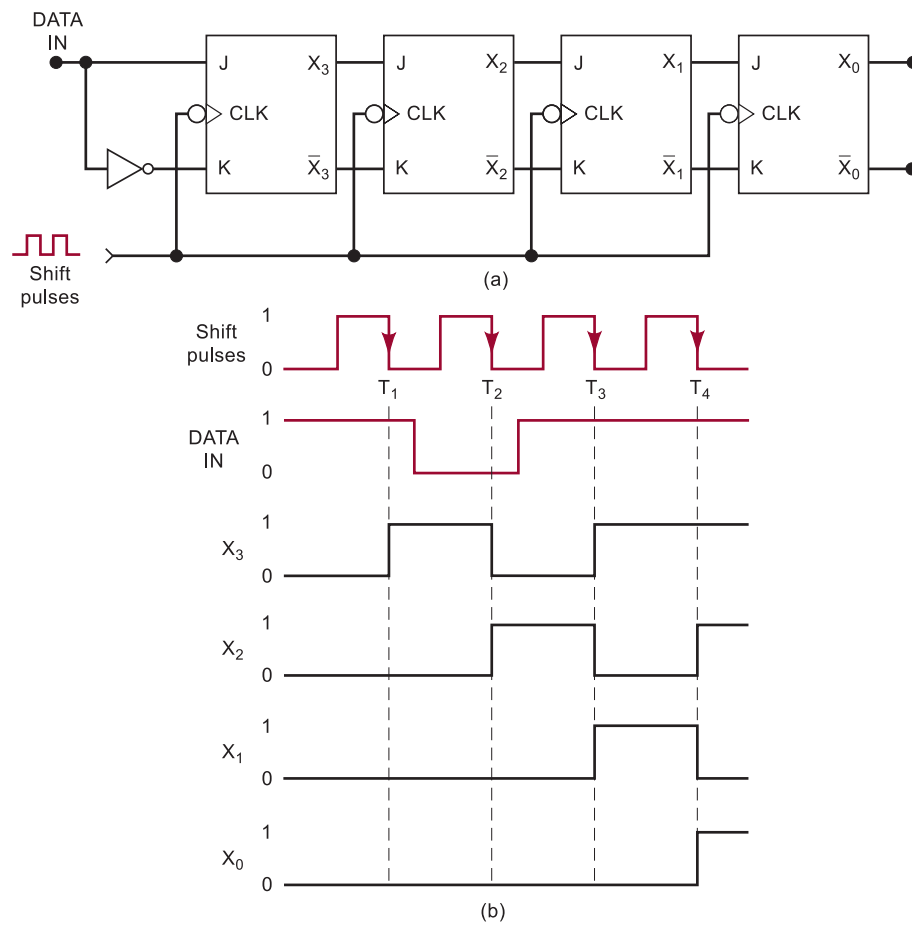 DATA
IN
J X₃ J X₂ J X₁ J X₀
CLK CLK CLK CLK
K X̅₃ K X̅₂ K X̅₁ K X̅₀
Shift
pulses
(a)
Shift
pulses
1
0
T₁ T₂ T₃ T₄
DATA
IN
1
0
X₃
1
0
X₂
1
0
X₁
1
0
X₀
1
0
(b)